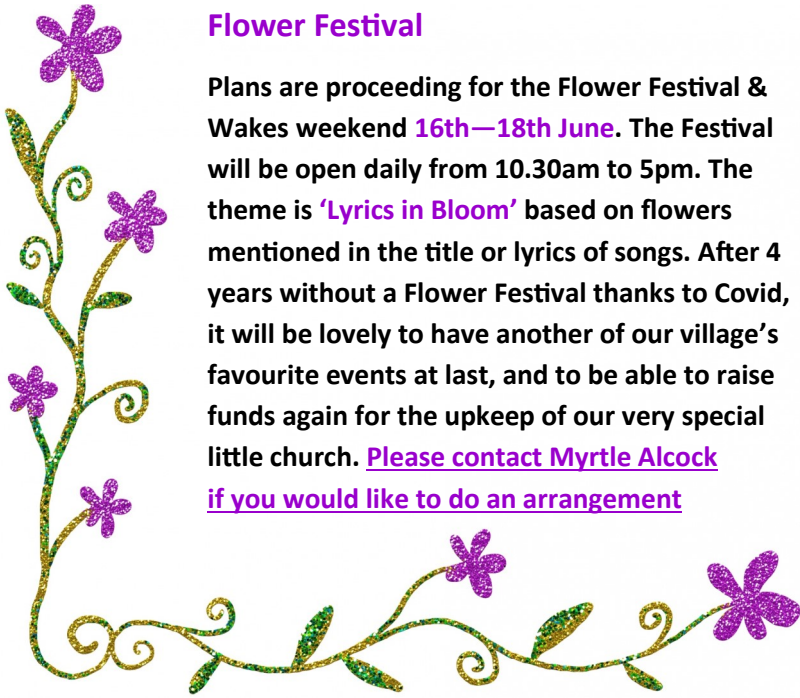 Flower Festival
Plans are proceeding for the Flower Festival &
Wakes weekend 16th—18th June. The Festival
will be open daily from 10.30am to 5pm. The
theme is ‘Lyrics in Bloom’ based on flowers
mentioned in the title or lyrics of songs. After 4
years without a Flower Festival thanks to Covid,
it will be lovely to have another of our village’s
favourite events at last, and to be able to raise
funds again for the upkeep of our very special
little church. Please contact Myrtle Alcock
if you would like to do an arrangement